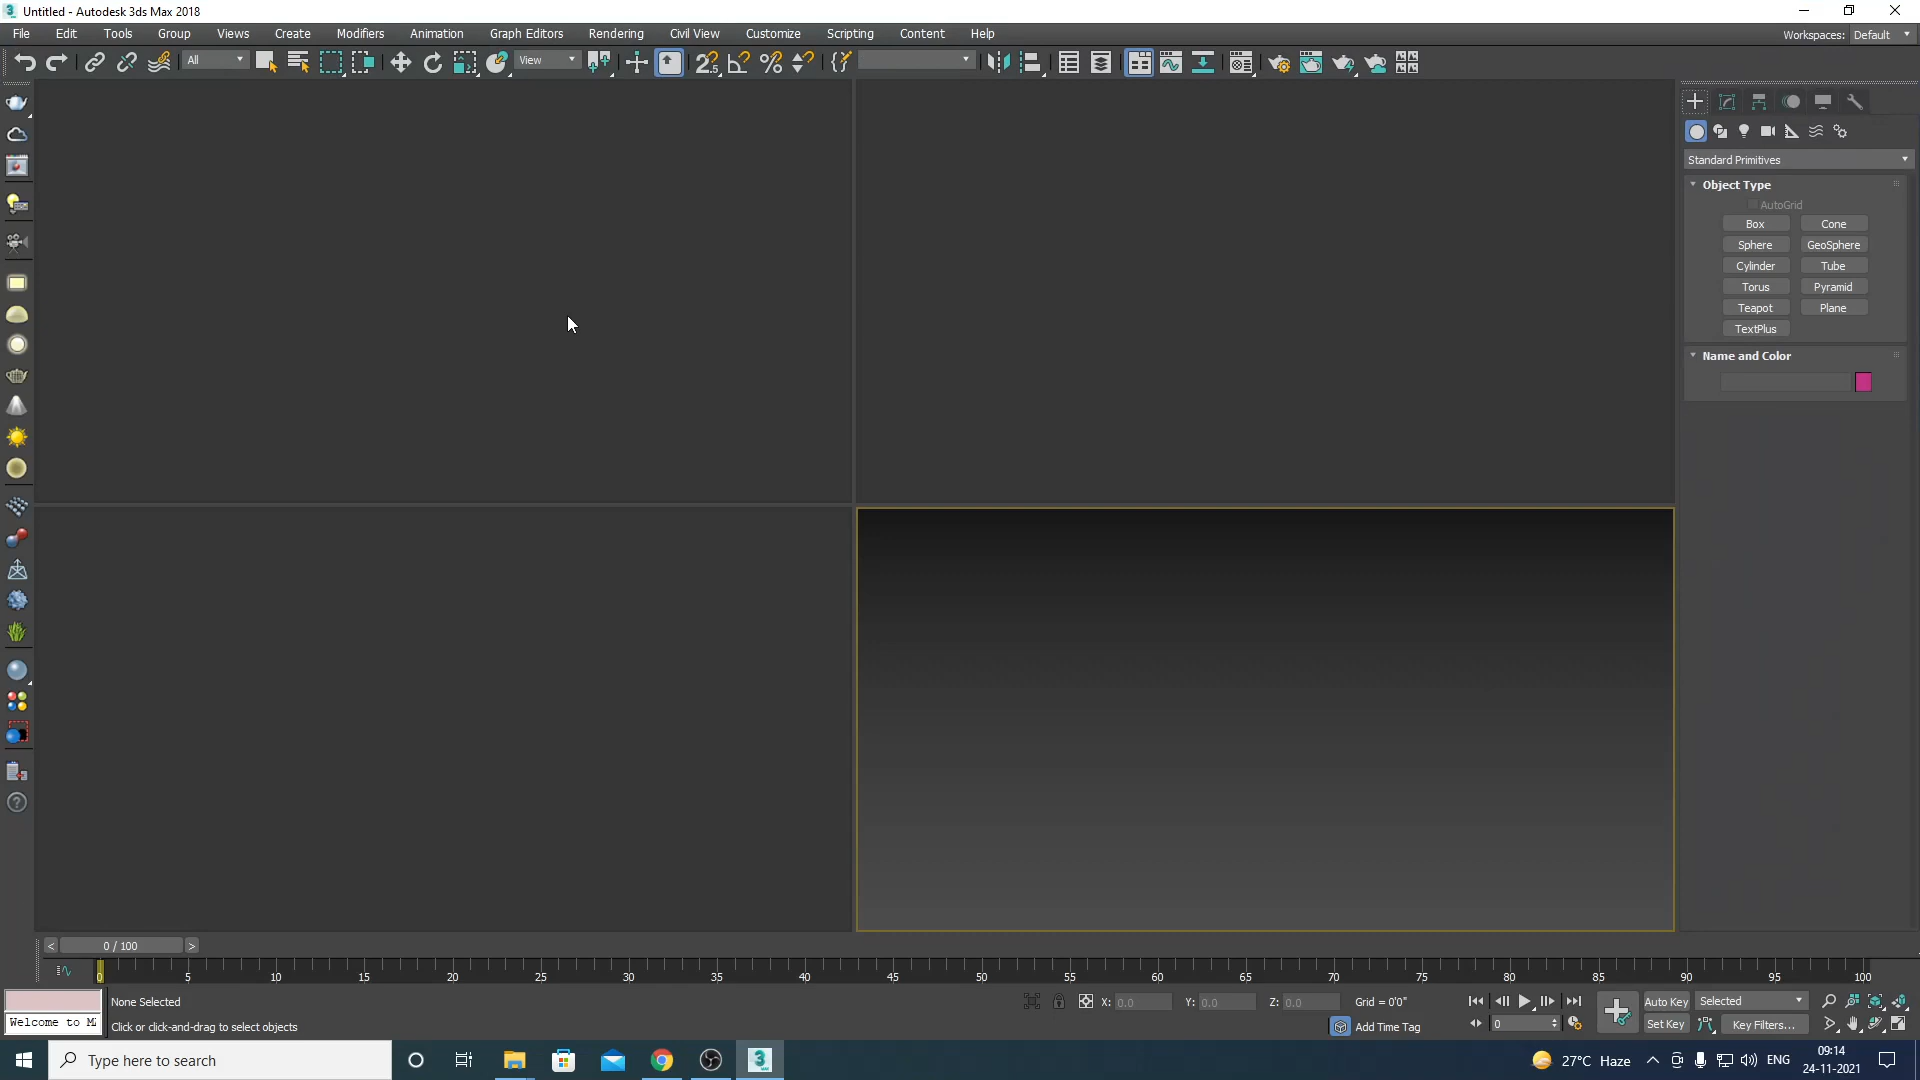 Untitled - Autodesk 3ds Max 2018
File Edit Tools Group Views Create Modifiers Animation Graph Editors Rendering Civil View Customize Scripting Content Help Workspaces: Default
All View
Standard Primitives
Object Type
AutoGrid
Box Cone
Sphere GeoSphere
Cylinder Tube
Torus Pyramid
Teapot Plane
TextPlus
Name and Color
< 0 / 100 >
0 5 10 15 20 25 30 35 40 45 50 55 60 65 70 75 80 85 90 95 100
None Selected X: 0.0 Y: 0.0 Z: 0.0 Grid = 0'0" Auto Key Selected
Welcome to M
Click or click-and-drag to select objects Add Time Tag 0 Set Key Key Filters...
Type here to search
27°C Haze ENG
09:14
24-11-2021